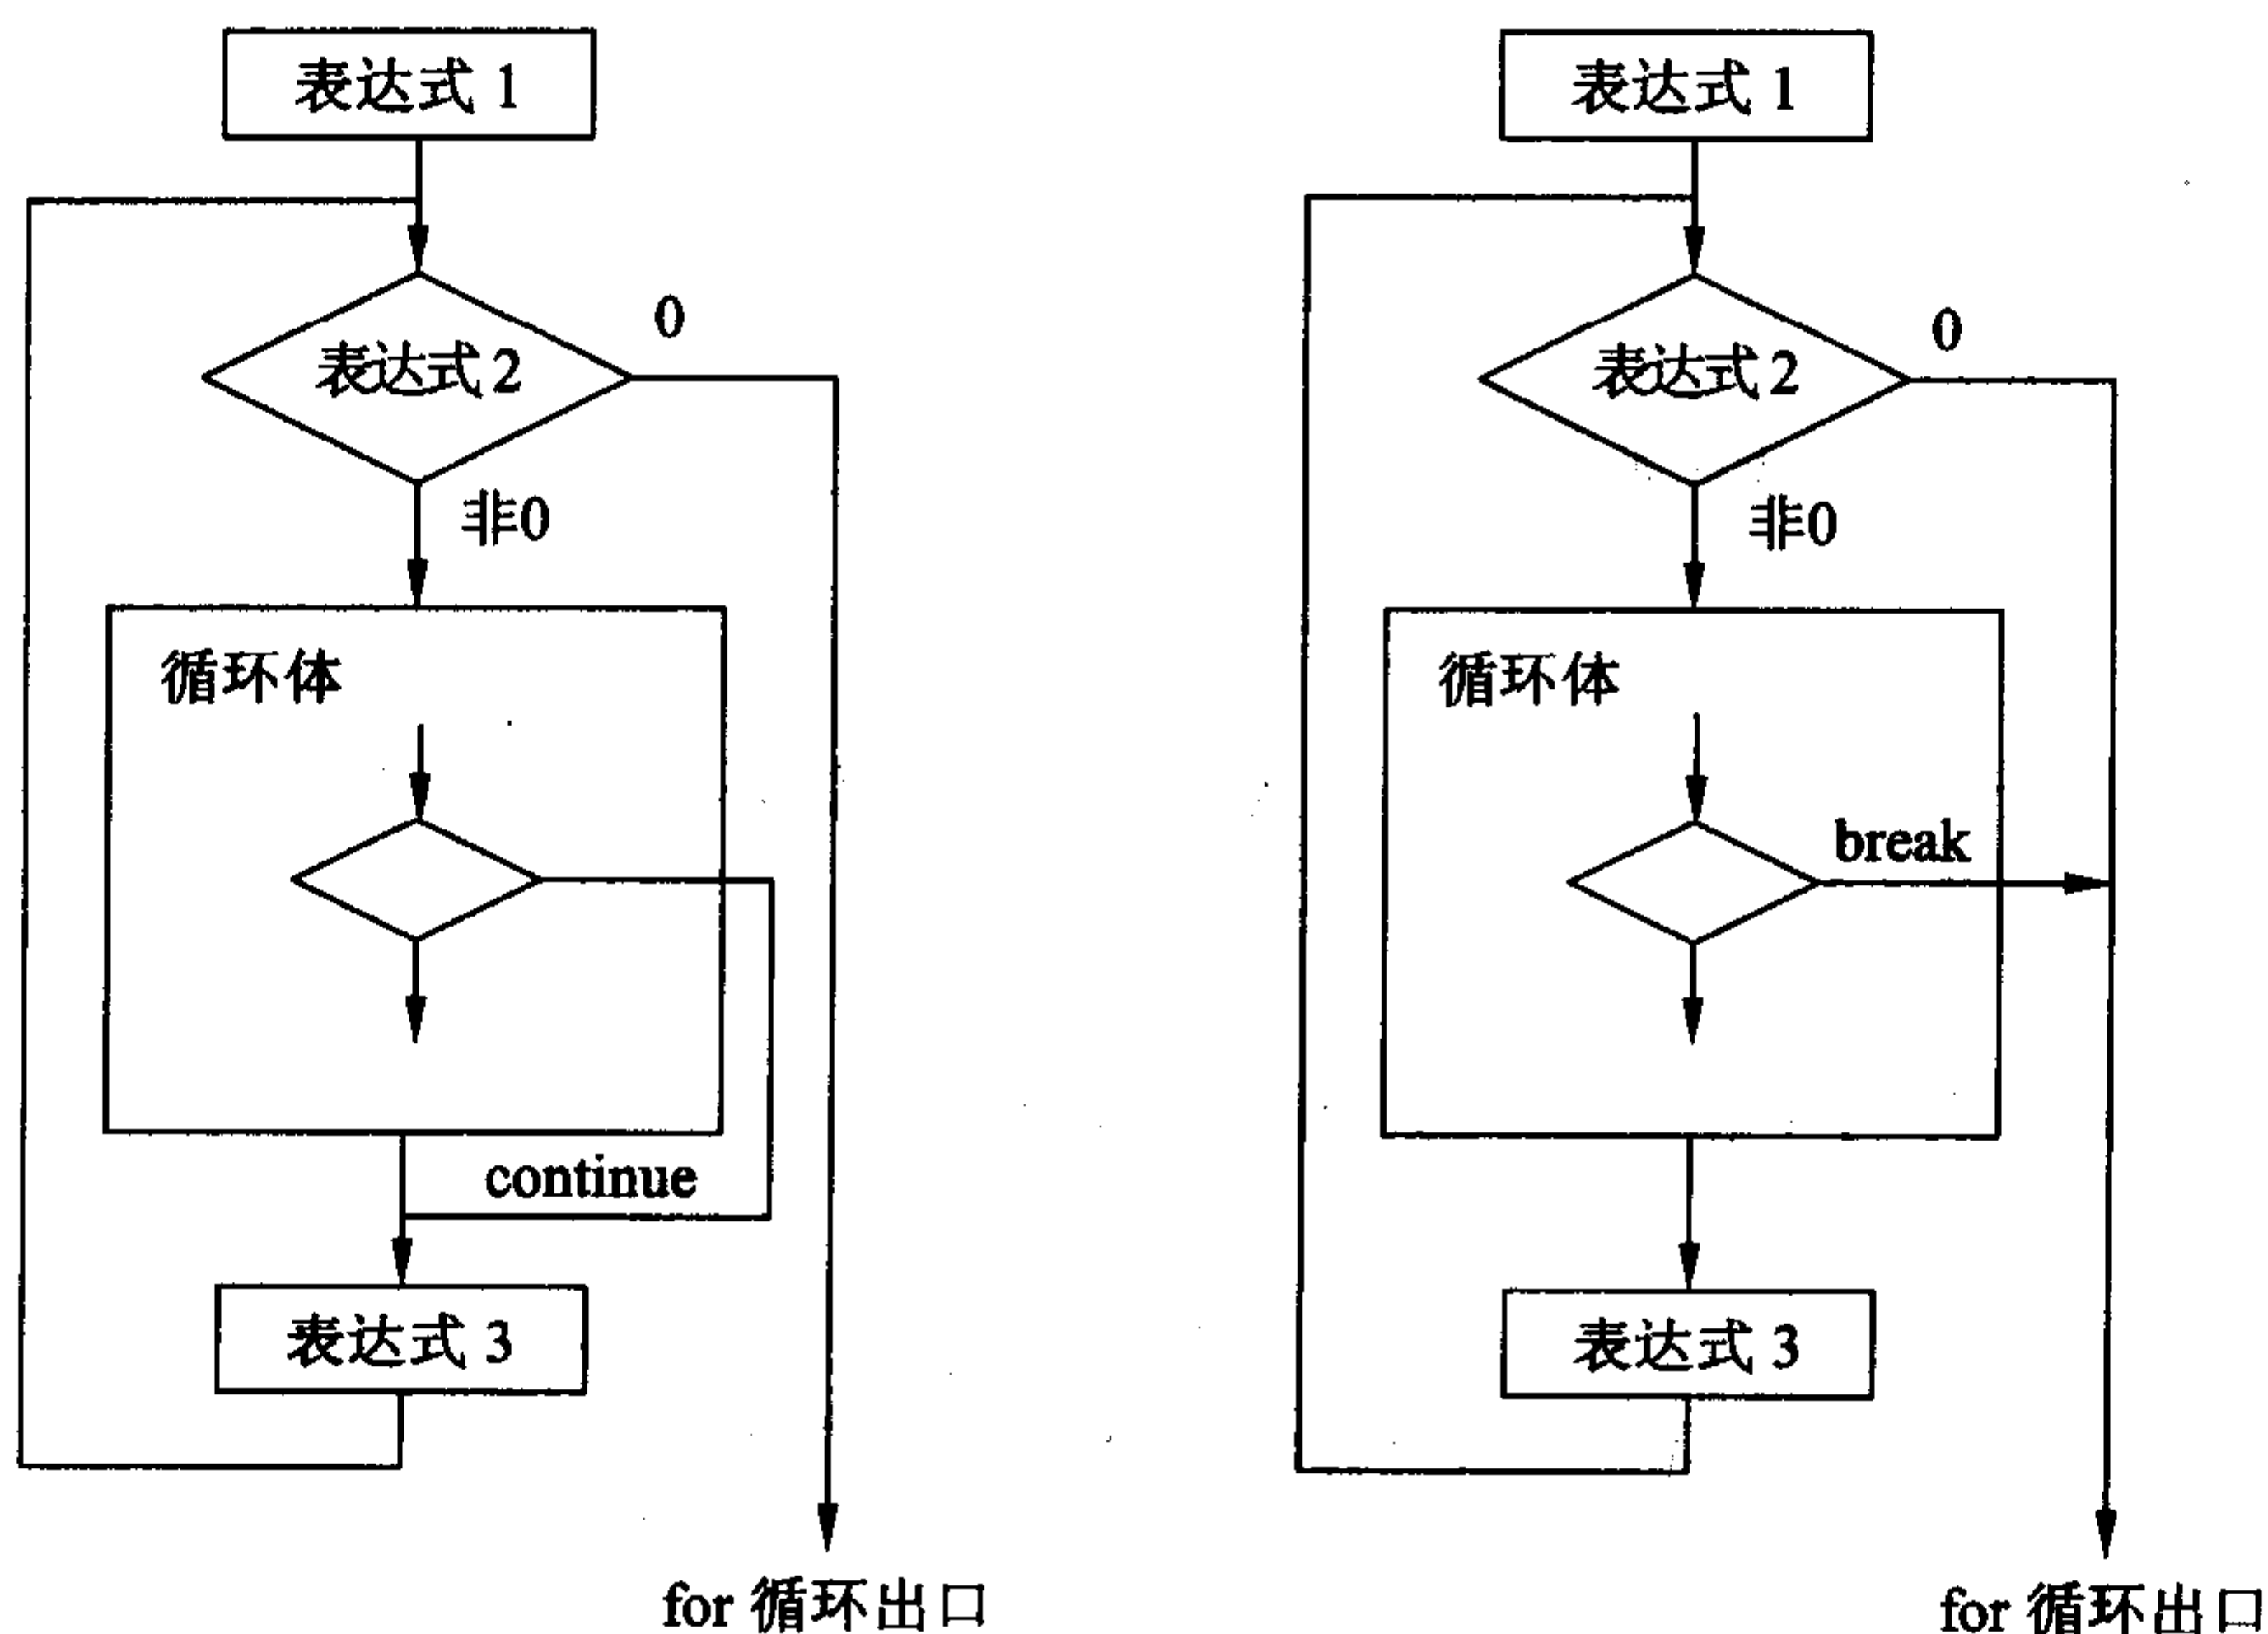 表达式 1
0
表达式 2
非0
循环体
continue
表达式 3
for 循环出口
表达式 1
0
表达式 2
非0
循环体
break
表达式 3
for 循环出口